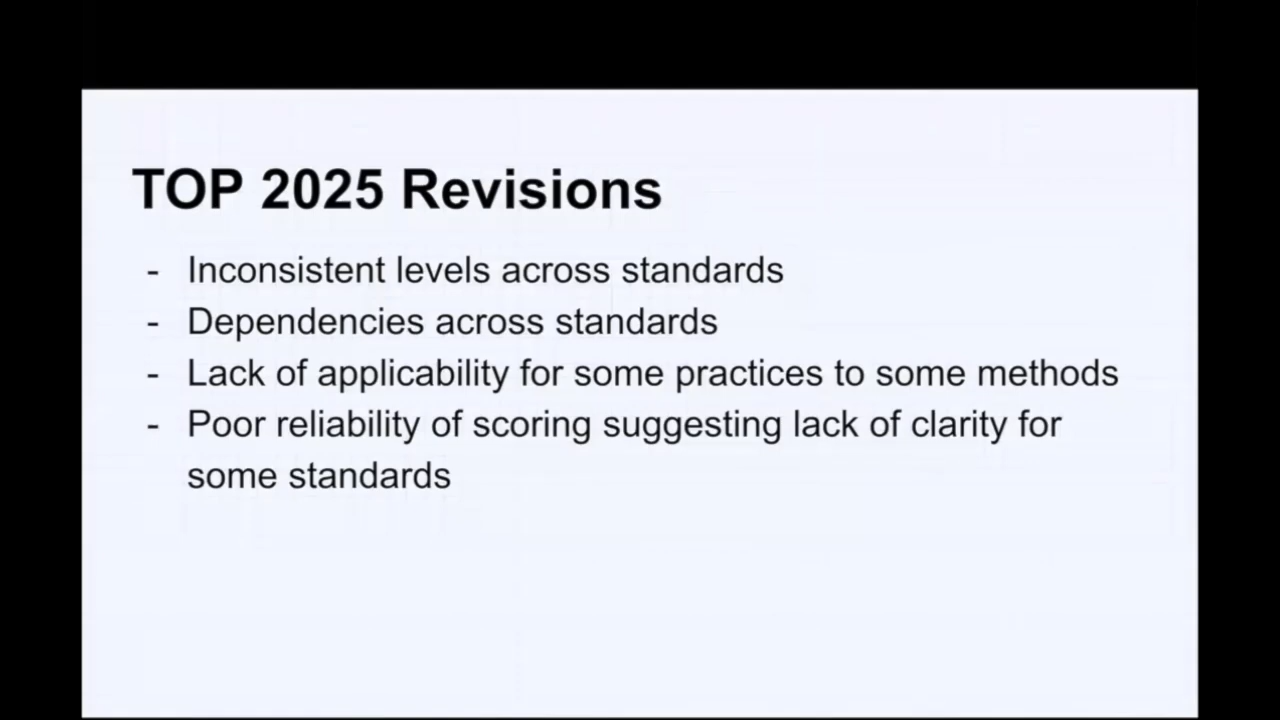 TOP 2025 Revisions
- Inconsistent levels across standards
- Dependencies across standards
- Lack of applicability for some practices to some methods
- Poor reliability of scoring suggesting lack of clarity for
some standards